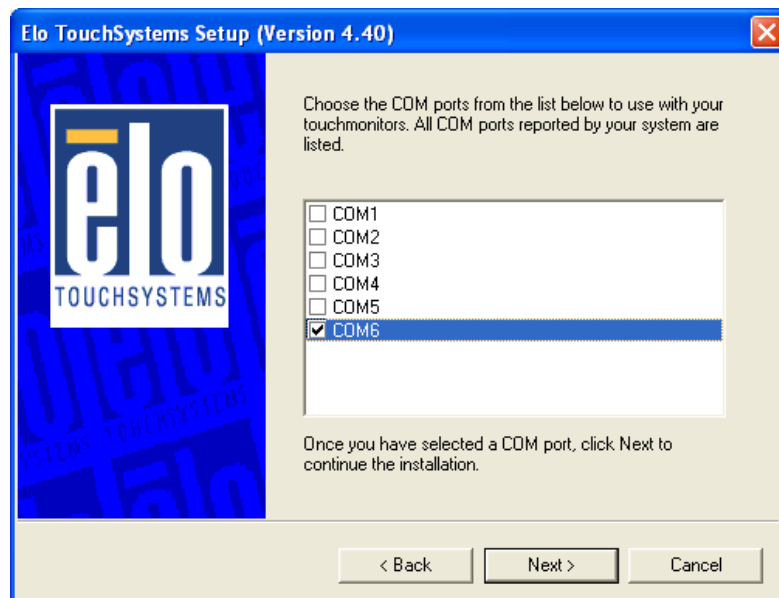 Elo TouchSystems Setup (Version 4.40)
Choose the COM ports from the list below to use with your
touchmonitors. All COM ports reported by your system are
listed.
elo
TOUCHSYSTEMS
COM1
COM2
COM3
COM4
COM5
COM6
Once you have selected a COM port, click Next to
continue the installation.
< Back
Next >
Cancel